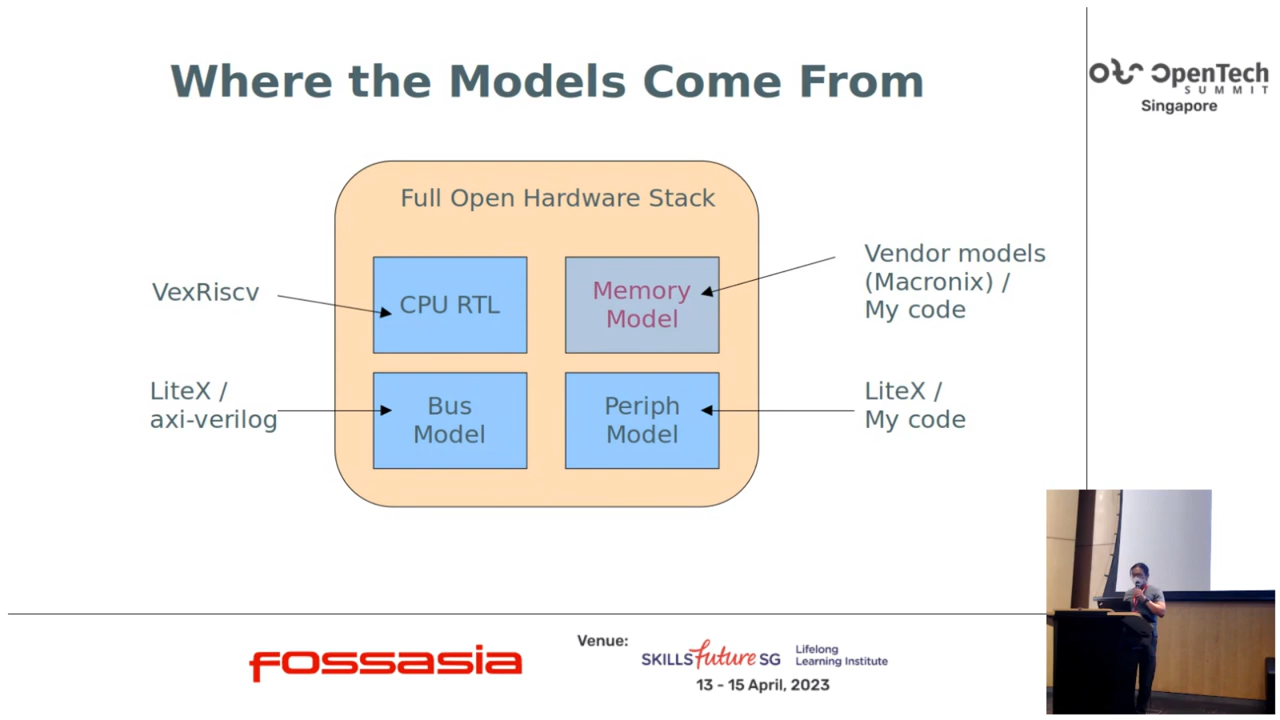 Where the Models Come From
OpenTech
SUMMIT
Singapore
Full Open Hardware Stack
VexRiscv
CPU RTL
Memory
Model
Vendor models
(Macronix) /
My code
LiteX /
axi-verilog
Bus
Model
Periph
Model
LiteX /
My code
fossasia
Venue:
SKILLSfuture SG
Lifelong
Learning Institute
13 - 15 April, 2023